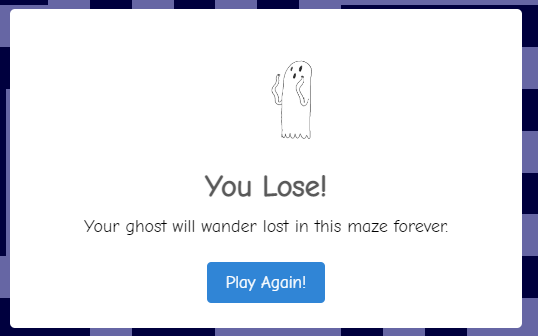 You Lose!
Your ghost will wander lost in this maze forever.
Play Again!